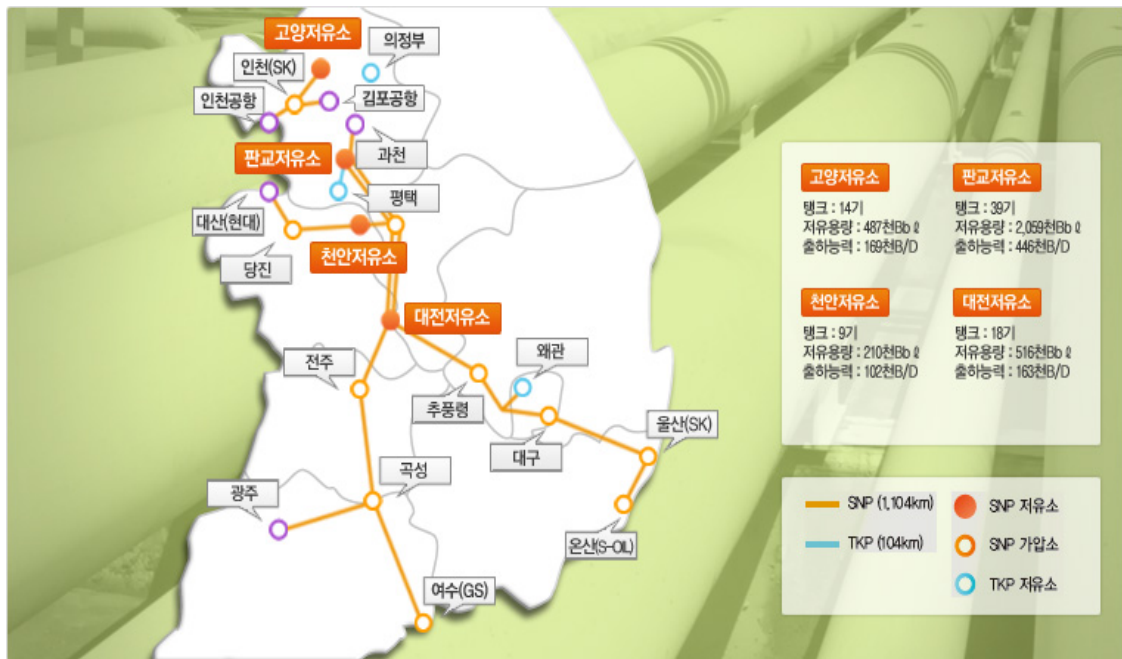 고양저유소
의정부
인천(SK)
인천공항
김포공항
판교저유소
과천
평택
대산(현대)
당진
천안저유소
대전저유소
전주
왜관
추풍령
대구
울산(SK)
곡성
광주
온산(S-OIL)
여수(GS)
고양저유소
탱크 : 14기
저유용량 : 487천Bbℓ
출하능력 : 169천B/D
판교저유소
탱크 : 39기
저유용량 : 2,059천Bbℓ
출하능력 : 446천B/D
천안저유소
탱크 : 9기
저유용량 : 210천Bbℓ
출하능력 : 102천B/D
대전저유소
탱크 : 18기
저유용량 : 516천Bbℓ
출하능력 : 163천B/D
SNP (1,104km)
TKP (104km)
SNP 저유소
SNP 가압소
TKP 저유소